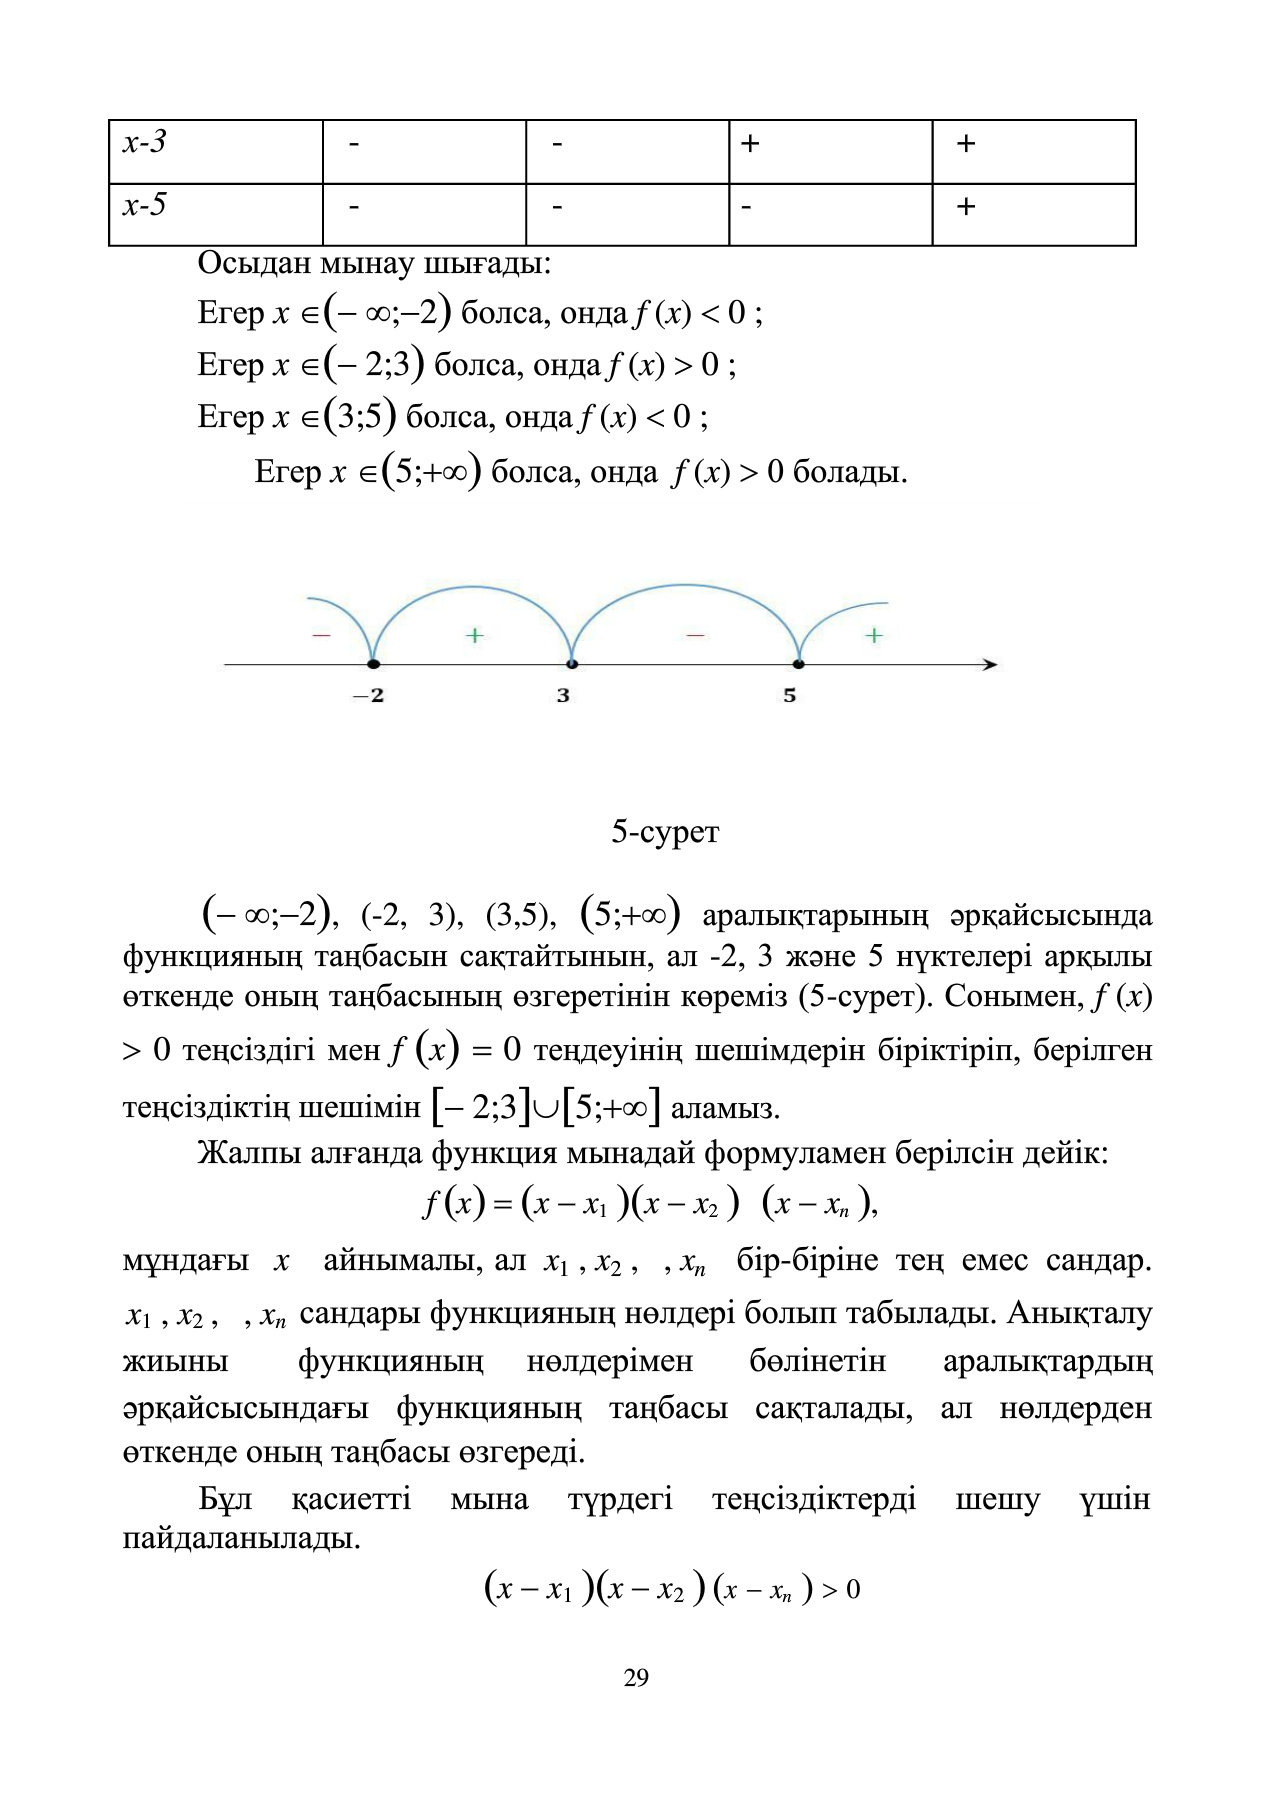 x-3 - - + +
x-5 - - - +
Осыдан мынау шығады:
Егер x ∈(− ∞;−2) болса, онда f (x) < 0 ;
Егер x ∈(− 2;3) болса, онда f (x) > 0 ;
Егер x ∈(3;5) болса, онда f (x) < 0 ;
Егер x ∈(5;+∞) болса, онда f (x) > 0 болады.
− + − +
−2 3 5
5-сурет
(− ∞;−2), (-2, 3), (3,5), (5;+∞) аралықтарының әрқайсысында
функцияның таңбасын сақтайтынын, ал -2, 3 және 5 нүктелері арқылы
өткенде оның таңбасының өзгеретінін көреміз (5-сурет). Сонымен, f (x)
> 0 теңсіздігі мен f (x) = 0 теңдеуінің шешімдерін біріктіріп, берілген
теңсіздіктің шешімін [− 2;3]∪[5;+∞] аламыз.
Жалпы алғанда функция мынадай формуламен берілсін дейік:
f (x) = (x − x₁ )(x − x₂ ) (x − xₙ ),
мұндағы x айнымалы, ал x₁ , x₂ , , xₙ бір-біріне тең емес сандар.
x₁ , x₂ , , xₙ сандары функцияның нөлдері болып табылады. Анықталу
жиыны функцияның нөлдерімен бөлінетін аралықтардың
әрқайсысындағы функцияның таңбасы сақталады, ал нөлдерден
өткенде оның таңбасы өзгереді.
Бұл қасиетті мына түрдегі теңсіздіктерді шешу үшін
пайдаланылады.
(x − x₁ )(x − x₂ ) (x − xₙ ) > 0
29